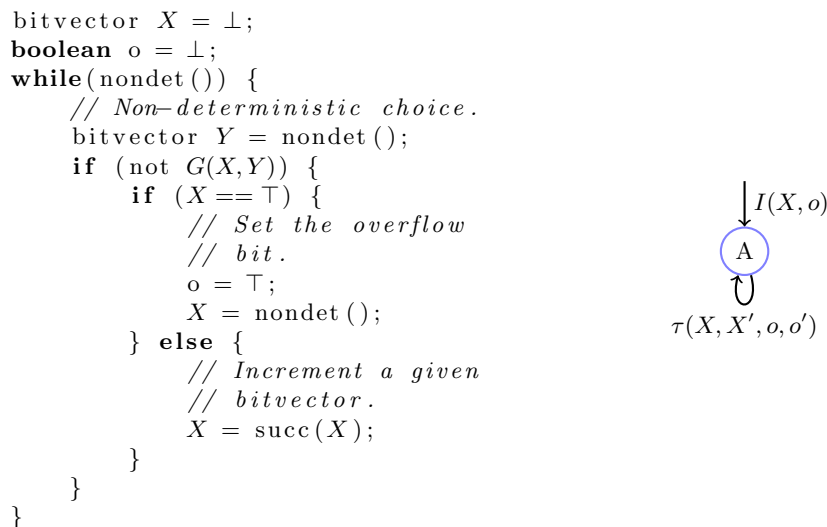 bitvector X = ⊥;
boolean o = ⊥;
while(nondet()) {
// Non-deterministic choice.
bitvector Y = nondet();
if (not G(X,Y)) {
if (X == ⊤) {
// Set the overflow
// bit.
o = ⊤;
X = nondet();
} else {
// Increment a given
// bitvector.
X = succ(X);
}
}
}
I(X, o)
A
τ(X, X′, o, o′)